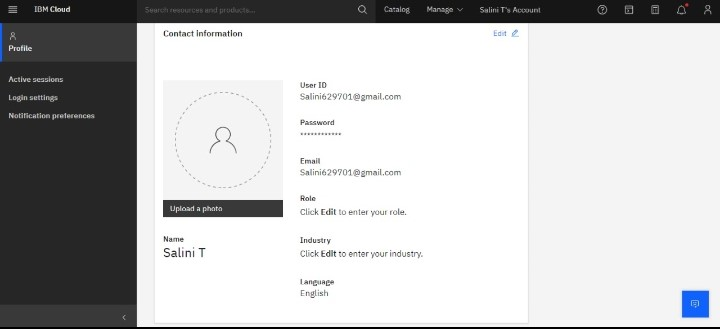 IBM Cloud
Search resources and products...
Catalog
Manage
Salini T's Account
Profile
Active sessions
Login settings
Notification preferences
Contact information
Edit
Upload a photo
Name
Salini T
User ID
Salini629701@gmail.com
Password
************
Email
Salini629701@gmail.com
Role
Click Edit to enter your role.
Industry
Click Edit to enter your industry.
Language
English